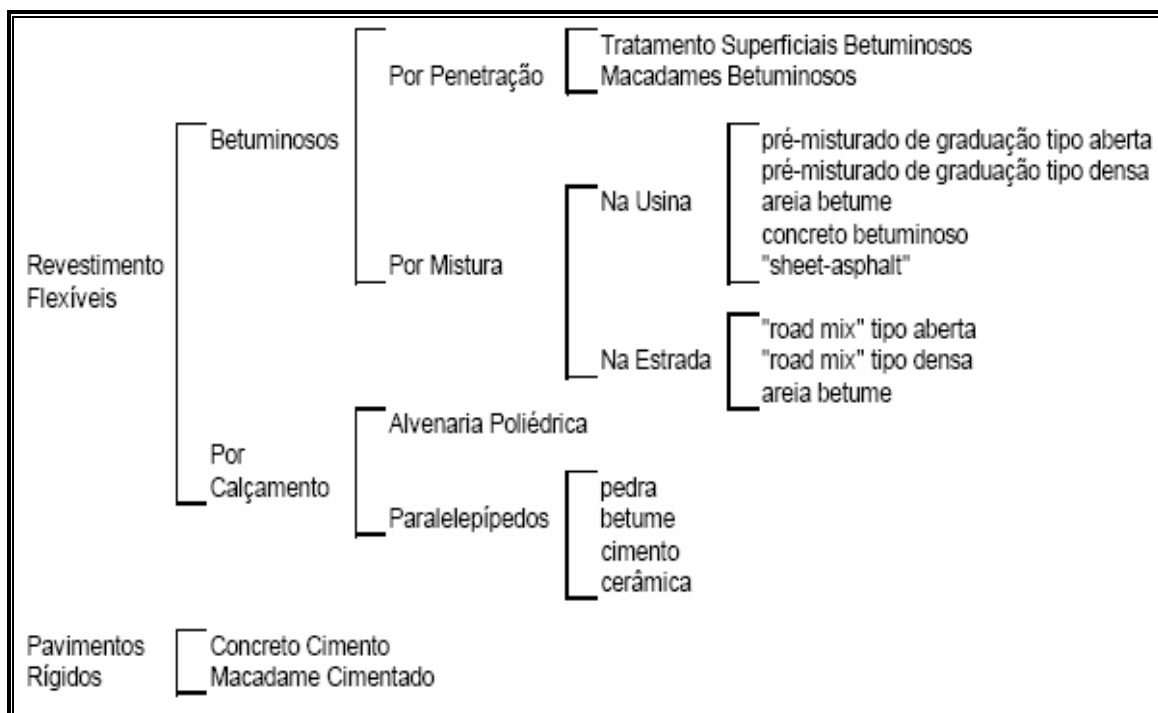 Por Penetração
Tratamento Superficiais Betuminosos
Macadames Betuminosos
Betuminosos
pré-misturado de graduação tipo aberta
pré-misturado de graduação tipo densa
Na Usina
areia betume
concreto betuminoso
"sheet-asphalt"
Por Mistura
Revestimento
Flexíveis
"road mix" tipo aberta
Na Estrada
"road mix" tipo densa
areia betume
Alvenaria Poliédrica
Por
Calçamento
Paralelepípedos
pedra
betume
cimento
cerâmica
Pavimentos
Rígidos
Concreto Cimento
Macadame Cimentado